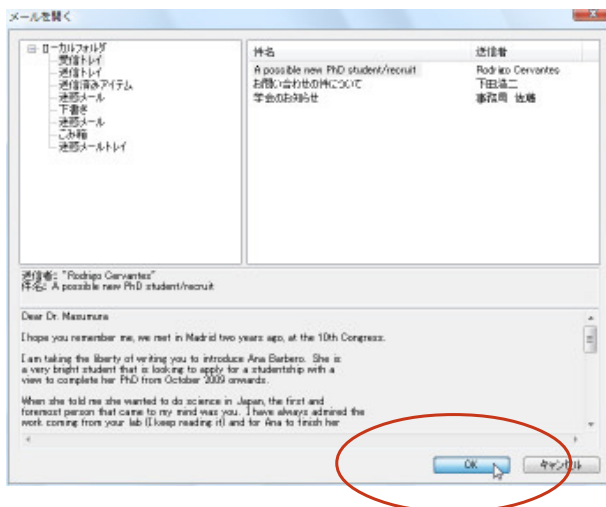 メールを開く
ローカルフォルダ
受信トレイ
送信トレイ
送信済みアイテム
迷惑メール
下書き
迷惑メール
ごみ箱
迷惑メールトレイ
件名 送信者
A possible new PhD student/recruit Rodrigo Cervantes
お問い合わせの件について 下田浩二
学会のお知らせ 事務局 佐藤
送信者: "Rodrigo Cervantes"
件名: A possible new PhD student/recruit
Dear Dr. Masumura
I hope you remember me, we met in Madrid two years ago, at the 10th Congress.
I am taking the liberty of writing you to introduce Ana Barbero. She is
a very bright student that is looking to apply for a studentship with a
view to complete her PhD from October 2009 onwards.
When she told me she wanted to do science in Japan, the first and
foremost person that came to my mind was you. I have always admired the
work coming from your lab (I keep reading it) and for Ana to finish her
OK キャンセル